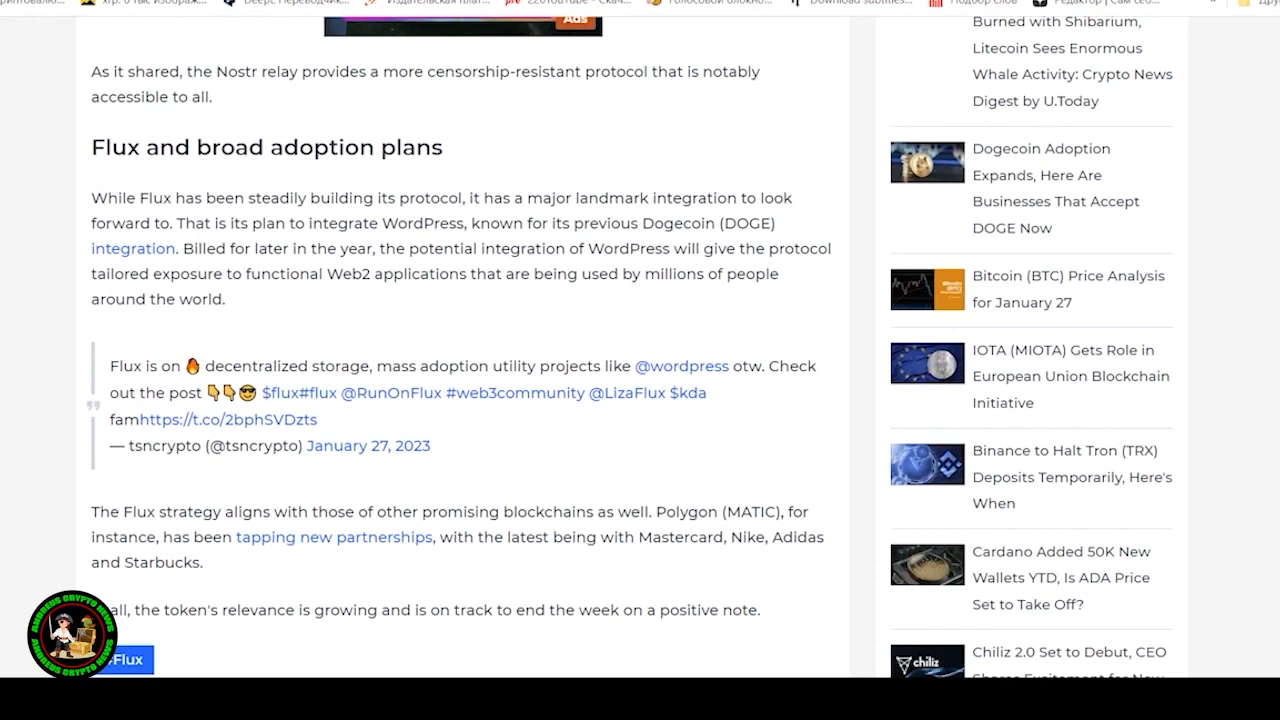 Ads
As it shared, the Nostr relay provides a more censorship-resistant protocol that is notably
accessible to all.
Flux and broad adoption plans
While Flux has been steadily building its protocol, it has a major landmark integration to look
forward to. That is its plan to integrate WordPress, known for its previous Dogecoin (DOGE)
integration. Billed for later in the year, the potential integration of WordPress will give the protocol
tailored exposure to functional Web2 applications that are being used by millions of people
around the world.
Flux is on 🔥 decentralized storage, mass adoption utility projects like @wordpress otw. Check
out the post 👇👇😎 $flux#flux @RunOnFlux #web3community @LizaFlux $kda
famhttps://t.co/2bphSVDzts
— tsncrypto (@tsncrypto) January 27, 2023
The Flux strategy aligns with those of other promising blockchains as well. Polygon (MATIC), for
instance, has been tapping new partnerships, with the latest being with Mastercard, Nike, Adidas
and Starbucks.
all, the token's relevance is growing and is on track to end the week on a positive note.
Flux
ANDREUS CRYPTO NEWS
ANDREUS CRYPTO NEWS
Burned with Shibarium,
Litecoin Sees Enormous
Whale Activity: Crypto News
Digest by U.Today
Dogecoin Adoption
Expands, Here Are
Businesses That Accept
DOGE Now
Bitcoin (BTC) Price Analysis
for January 27
IOTA (MIOTA) Gets Role in
European Union Blockchain
Initiative
Binance to Halt Tron (TRX)
Deposits Temporarily, Here's
When
Cardano Added 50K New
Wallets YTD, Is ADA Price
Set to Take Off?
chiliz
Chiliz 2.0 Set to Debut, CEO